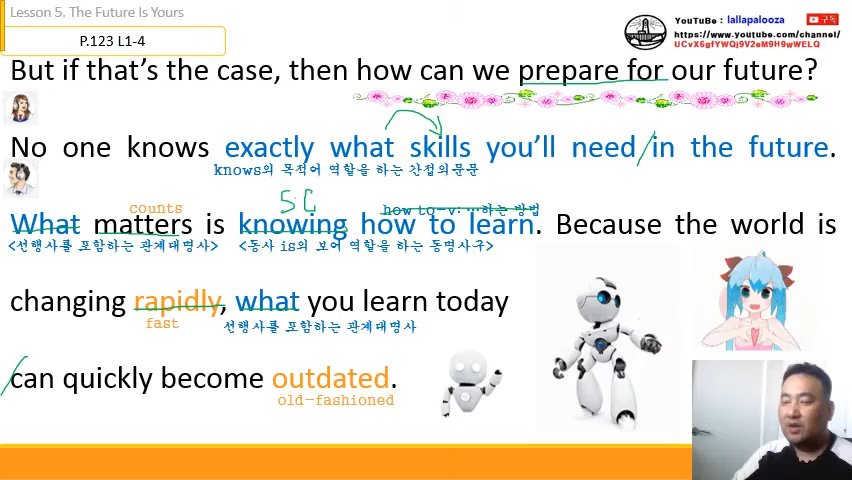 Lesson 5. The Future Is Yours
P.123 L1-4
YouTuBe : lallapalooza 구독
https://www.youtube.com/channel/
UCvX6gfYWQj9V2eM9H9wWELQ
But if that's the case, then how can we prepare for our future?
No one knows exactly what skills you'll need in the future.
knows의 목적어 역할을 하는 간접의문문
SC
counts
how to-v: …하는 방법
What matters is knowing how to learn. Because the world is
<선행사를 포함하는 관계대명사> <동사 is의 보어 역할을 하는 동명사구>
changing rapidly, what you learn today
fast 선행사를 포함하는 관계대명사
can quickly become outdated.
old-fashioned